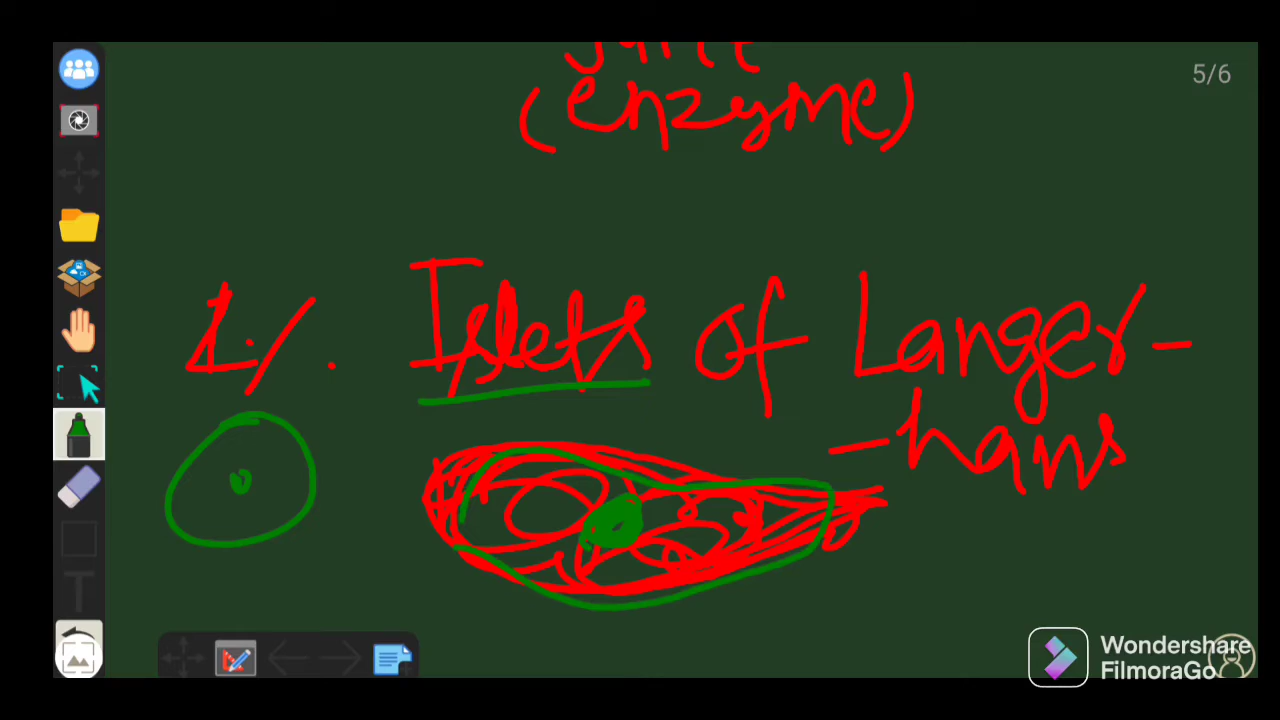 5/6
(enzyme)
1/. Islets of Langer-
-hans
T
Wondershare
FilmoraGo